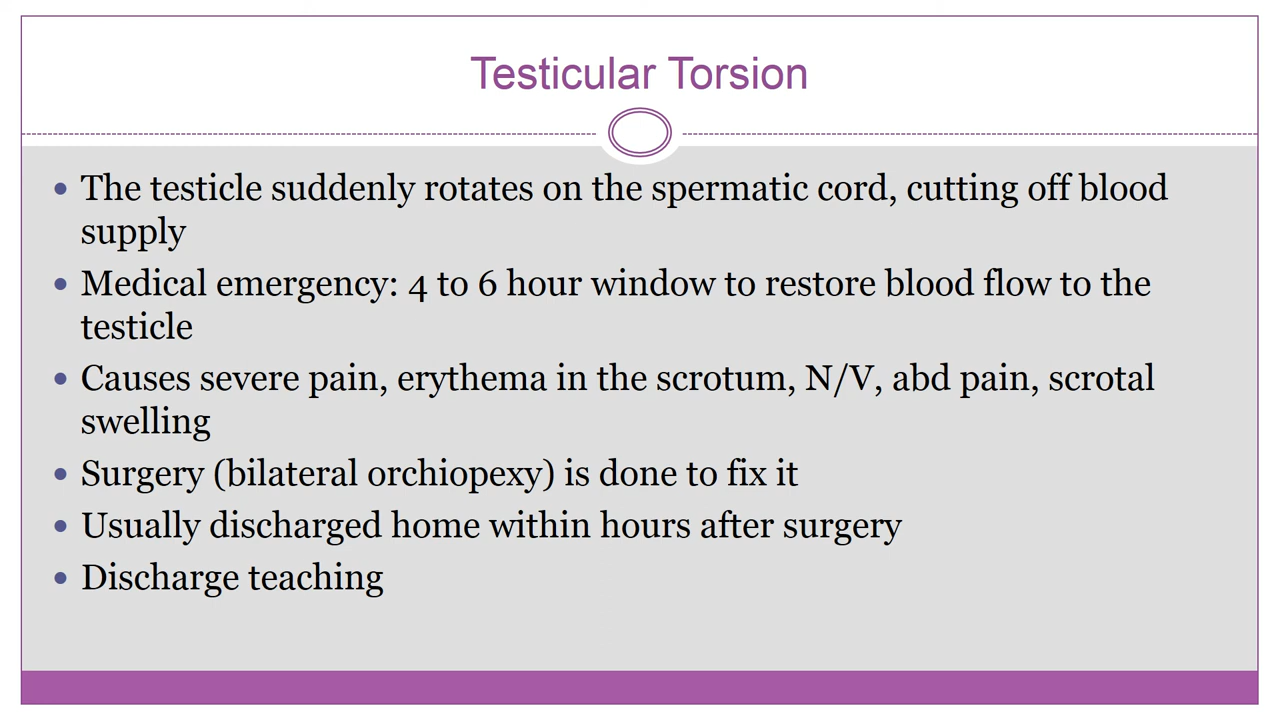 Testicular Torsion
• The testicle suddenly rotates on the spermatic cord, cutting off blood
supply
• Medical emergency: 4 to 6 hour window to restore blood flow to the
testicle
• Causes severe pain, erythema in the scrotum, N/V, abd pain, scrotal
swelling
• Surgery (bilateral orchiopexy) is done to fix it
• Usually discharged home within hours after surgery
• Discharge teaching